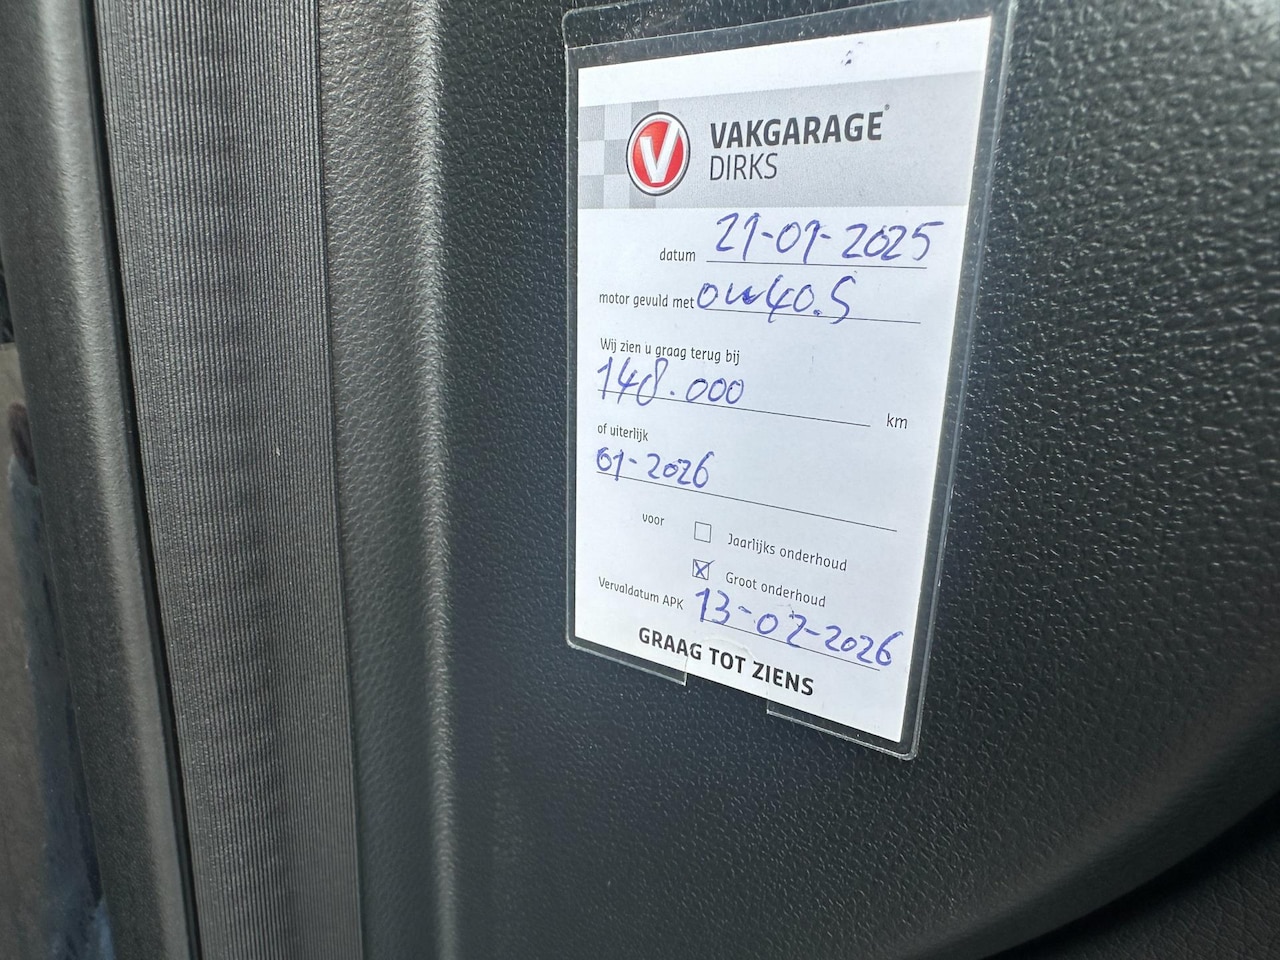 V VAKGARAGE®
DIRKS
datum 21-01-2025
motor gevuld met 0w40.S
Wij zien u graag terug bij
148.000 km
of uiterlijk
01-2026
voor Jaarlijks onderhoud
Groot onderhoud
Vervaldatum APK 13-02-2026
GRAAG TOT ZIENS